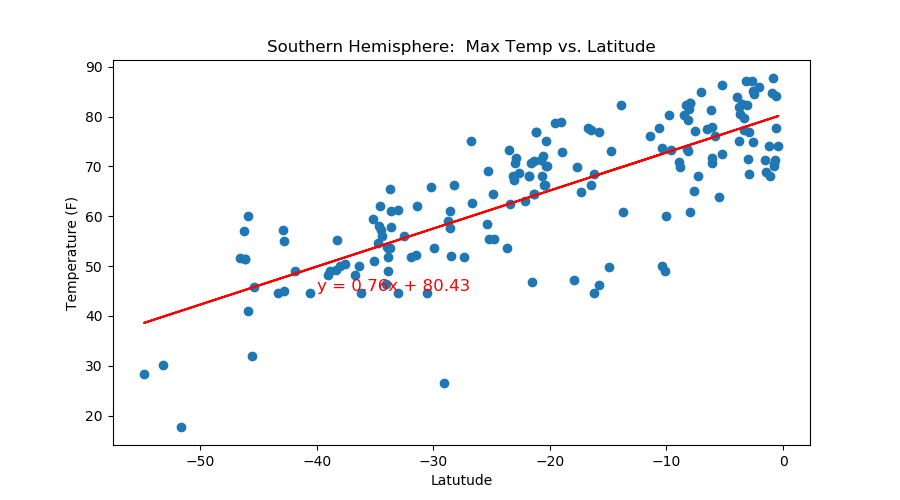 Southern Hemisphere:  Max Temp vs. Latitude
90
80
70
60
50
40
30
20
Temperature (F)
y = 0.76x + 80.43
−50 −40 −30 −20 −10 0
Latutude